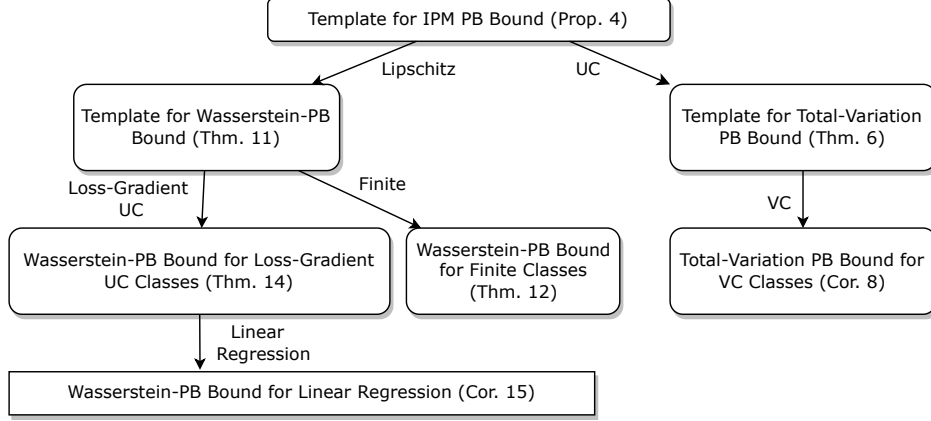 Template for IPM PB Bound (Prop. 4)
Lipschitz
UC
Template for Wasserstein-PB
Bound (Thm. 11)
Template for Total-Variation
PB Bound (Thm. 6)
Loss-Gradient
UC
Finite
VC
Wasserstein-PB Bound for Loss-Gradient
UC Classes (Thm. 14)
Wasserstein-PB Bound
for Finite Classes
(Thm. 12)
Total-Variation PB Bound for
VC Classes (Cor. 8)
Linear
Regression
Wasserstein-PB Bound for Linear Regression (Cor. 15)